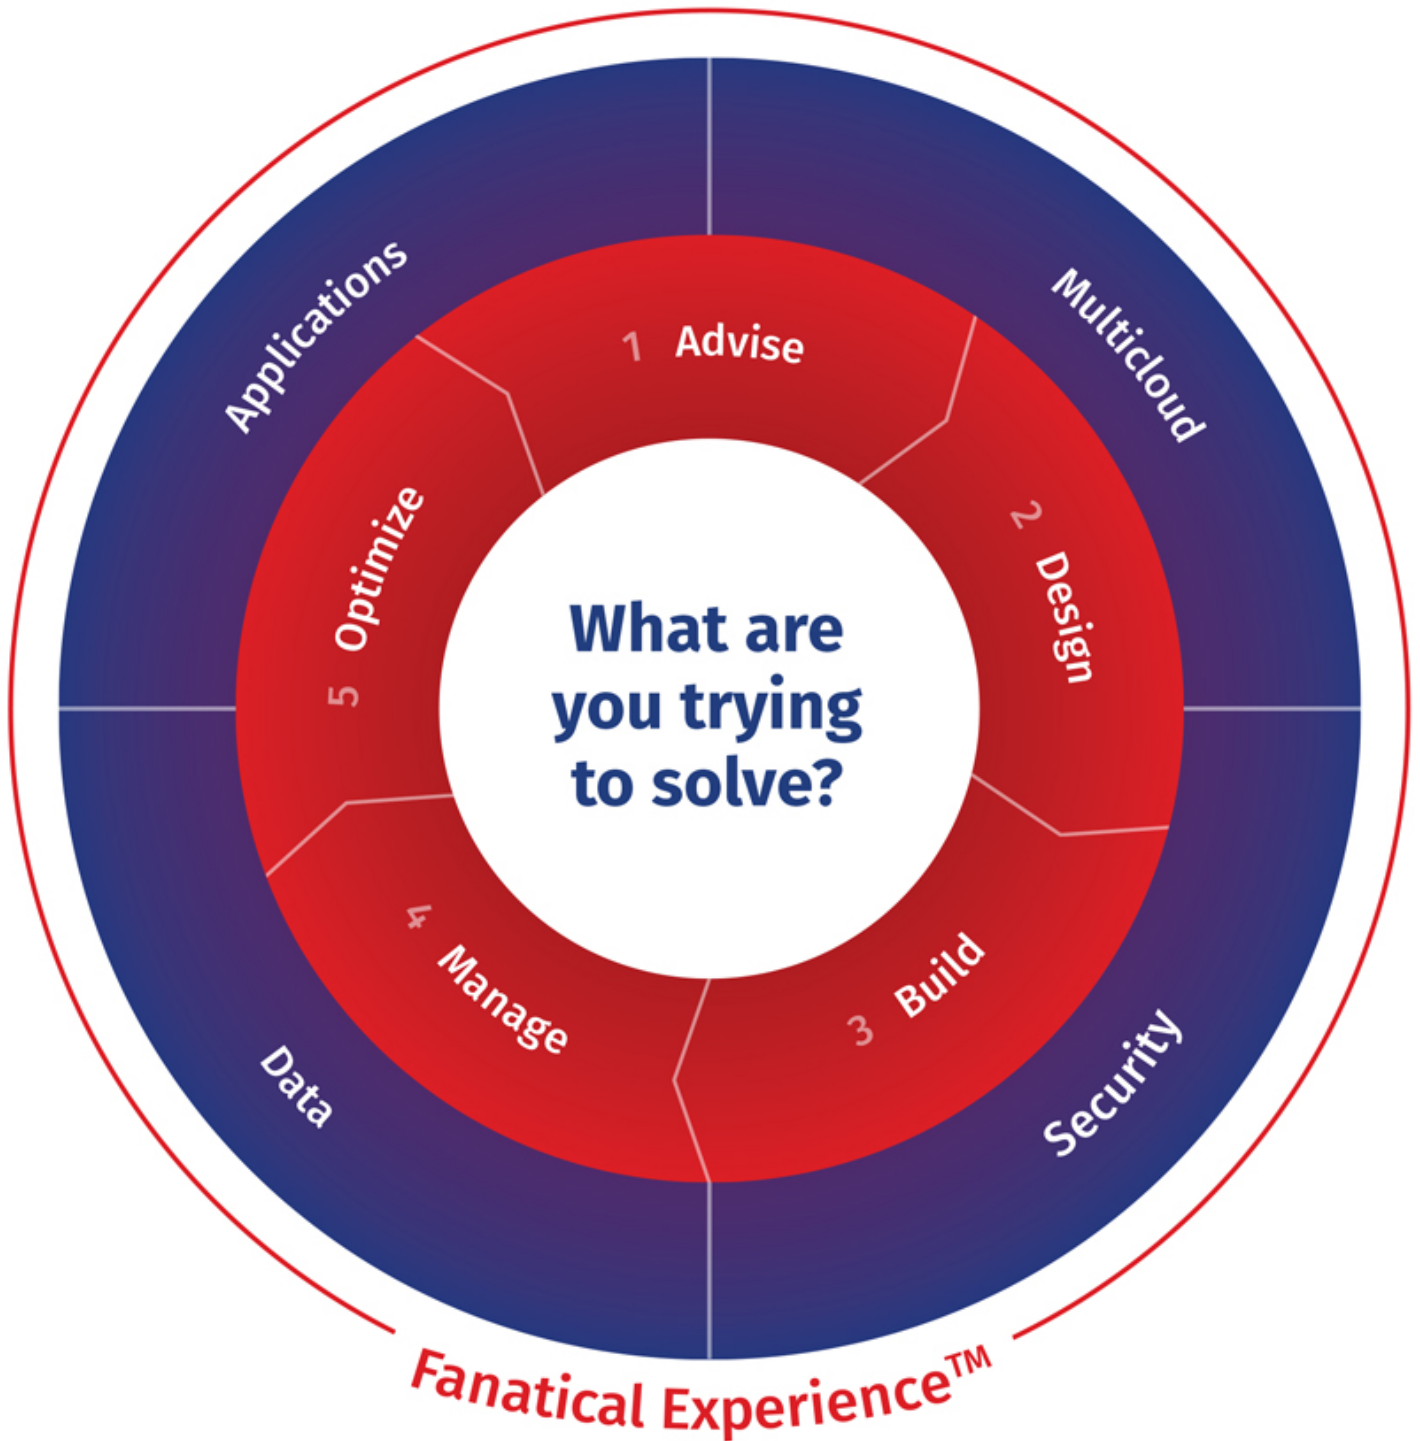 What are
you trying
to solve?
1 Advise
2 Design
3 Build
4 Manage
5 Optimize
Applications
Multicloud
Security
Data
Fanatical Experience™